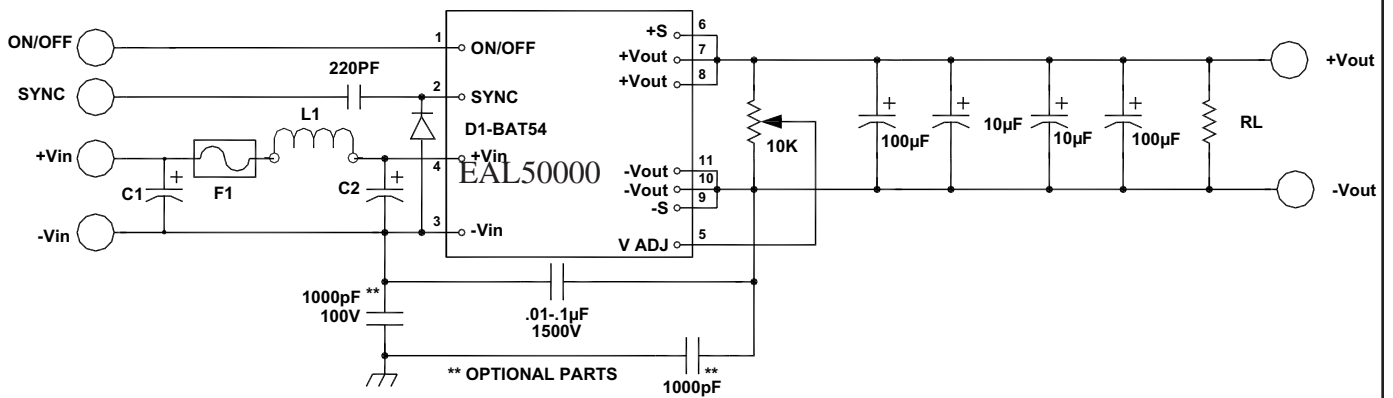 ON/OFF
1
ON/OFF
220PF
SYNC
2
SYNC
L1
D1-BAT54
+Vin
+Vin
4
EAL50000
C1
+
F1
C2
+
-Vin
3
-Vin
+S
6
+Vout
7
+Vout
8
10K
-Vout
11
-Vout
10
-S
9
V ADJ
5
+
100µF
+
10µF
+
10µF
+
100µF
RL
+Vout
-Vout
1000pF **
100V
.01-.1µF
1500V
** OPTIONAL PARTS
**
1000pF